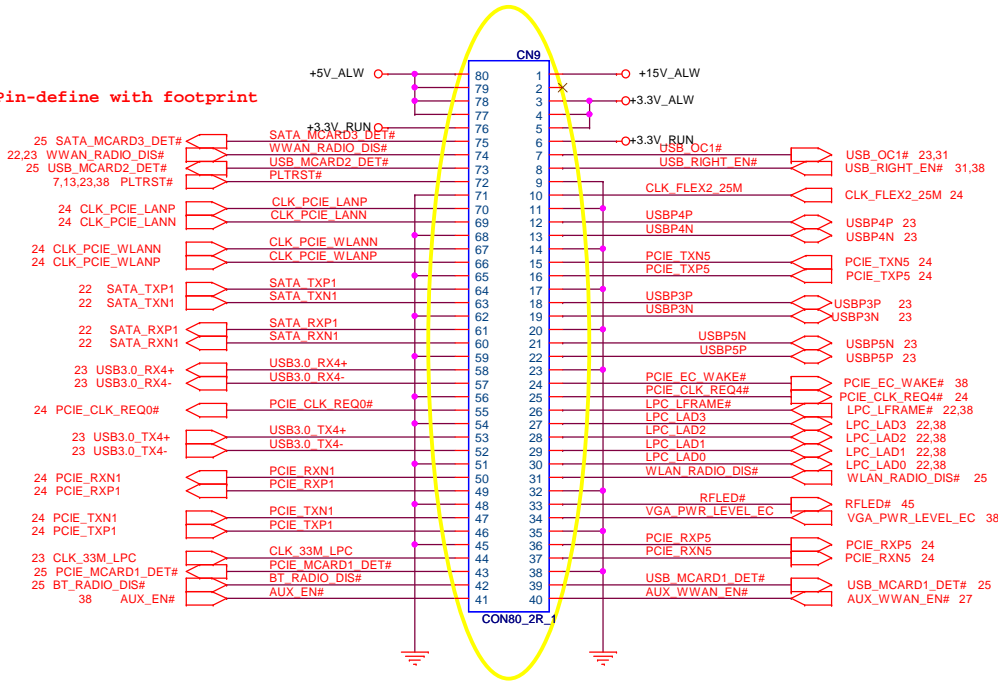 CN9
+5V_ALW 80 1 +15V_ALW
79 2
Pin-define with footprint 78 3 +3.3V_ALW
77 4
+3.3V_RUN 76 5
25 SATA_MCARD3_DET# SATA_MCARD3_DET# 75 6 +3.3V_RUN
22,23 WWAN_RADIO_DIS# WWAN_RADIO_DIS# 74 7 USB_OC1# USB_OC1# 23,31
25 USB_MCARD2_DET# USB_MCARD2_DET# 73 8 USB_RIGHT_EN# USB_RIGHT_EN# 31,38
7,13,23,38 PLTRST# PLTRST# 72 9
71 10 CLK_FLEX2_25M CLK_FLEX2_25M 24
24 CLK_PCIE_LANP CLK_PCIE_LANP 70 11
24 CLK_PCIE_LANN CLK_PCIE_LANN 69 12 USBP4P USBP4P 23
68 13 USBP4N USBP4N 23
24 CLK_PCIE_WLANN CLK_PCIE_WLANN 67 14
24 CLK_PCIE_WLANP CLK_PCIE_WLANP 66 15 PCIE_TXN5 PCIE_TXN5 24
65 16 PCIE_TXP5 PCIE_TXP5 24
22 SATA_TXP1 SATA_TXP1 64 17
22 SATA_TXN1 SATA_TXN1 63 18 USBP3P USBP3P 23
62 19 USBP3N USBP3N 23
22 SATA_RXP1 SATA_RXP1 61 20
22 SATA_RXN1 SATA_RXN1 60 21 USBP5N USBP5N 23
59 22 USBP5P USBP5P 23
23 USB3.0_RX4+ USB3.0_RX4+ 58 23
23 USB3.0_RX4- USB3.0_RX4- 57 24 PCIE_EC_WAKE# PCIE_EC_WAKE# 38
56 25 PCIE_CLK_REQ4# PCIE_CLK_REQ4# 24
24 PCIE_CLK_REQ0# PCIE_CLK_REQ0# 55 26 LPC_LFRAME# LPC_LFRAME# 22,38
54 27 LPC_LAD3 LPC_LAD3 22,38
23 USB3.0_TX4+ USB3.0_TX4+ 53 28 LPC_LAD2 LPC_LAD2 22,38
23 USB3.0_TX4- USB3.0_TX4- 52 29 LPC_LAD1 LPC_LAD1 22,38
51 30 LPC_LAD0 LPC_LAD0 22,38
24 PCIE_RXN1 PCIE_RXN1 50 31 WLAN_RADIO_DIS# WLAN_RADIO_DIS# 25
24 PCIE_RXP1 PCIE_RXP1 49 32
48 33 RFLED# RFLED# 45
24 PCIE_TXN1 PCIE_TXN1 47 34 VGA_PWR_LEVEL_EC VGA_PWR_LEVEL_EC 38
24 PCIE_TXP1 PCIE_TXP1 46 35
45 36 PCIE_RXP5 PCIE_RXP5 24
23 CLK_33M_LPC CLK_33M_LPC 44 37 PCIE_RXN5 PCIE_RXN5 24
25 PCIE_MCARD1_DET# PCIE_MCARD1_DET# 43 38
25 BT_RADIO_DIS# BT_RADIO_DIS# 42 39 USB_MCARD1_DET# USB_MCARD1_DET# 25
38 AUX_EN# AUX_EN# 41 40 AUX_WWAN_EN# AUX_WWAN_EN# 27
CON80_2R_1